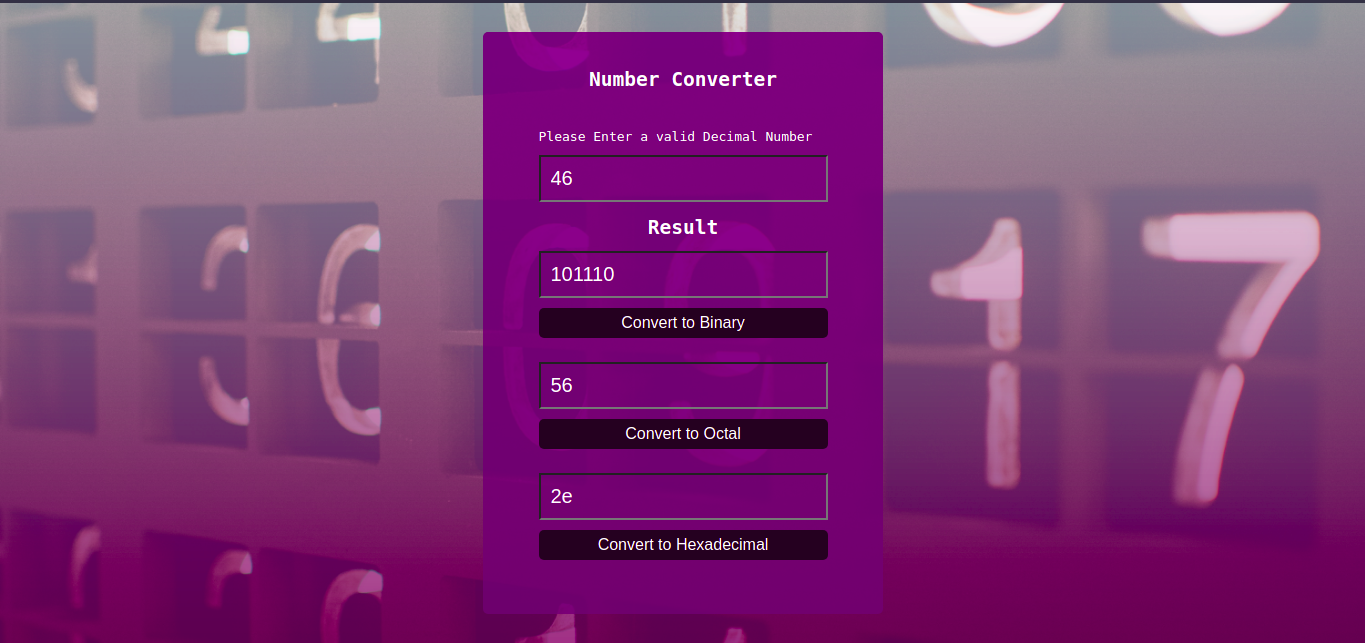 Number Converter
Please Enter a valid Decimal Number
46
Result
101110
Convert to Binary
56
Convert to Octal
2e
Convert to Hexadecimal
17